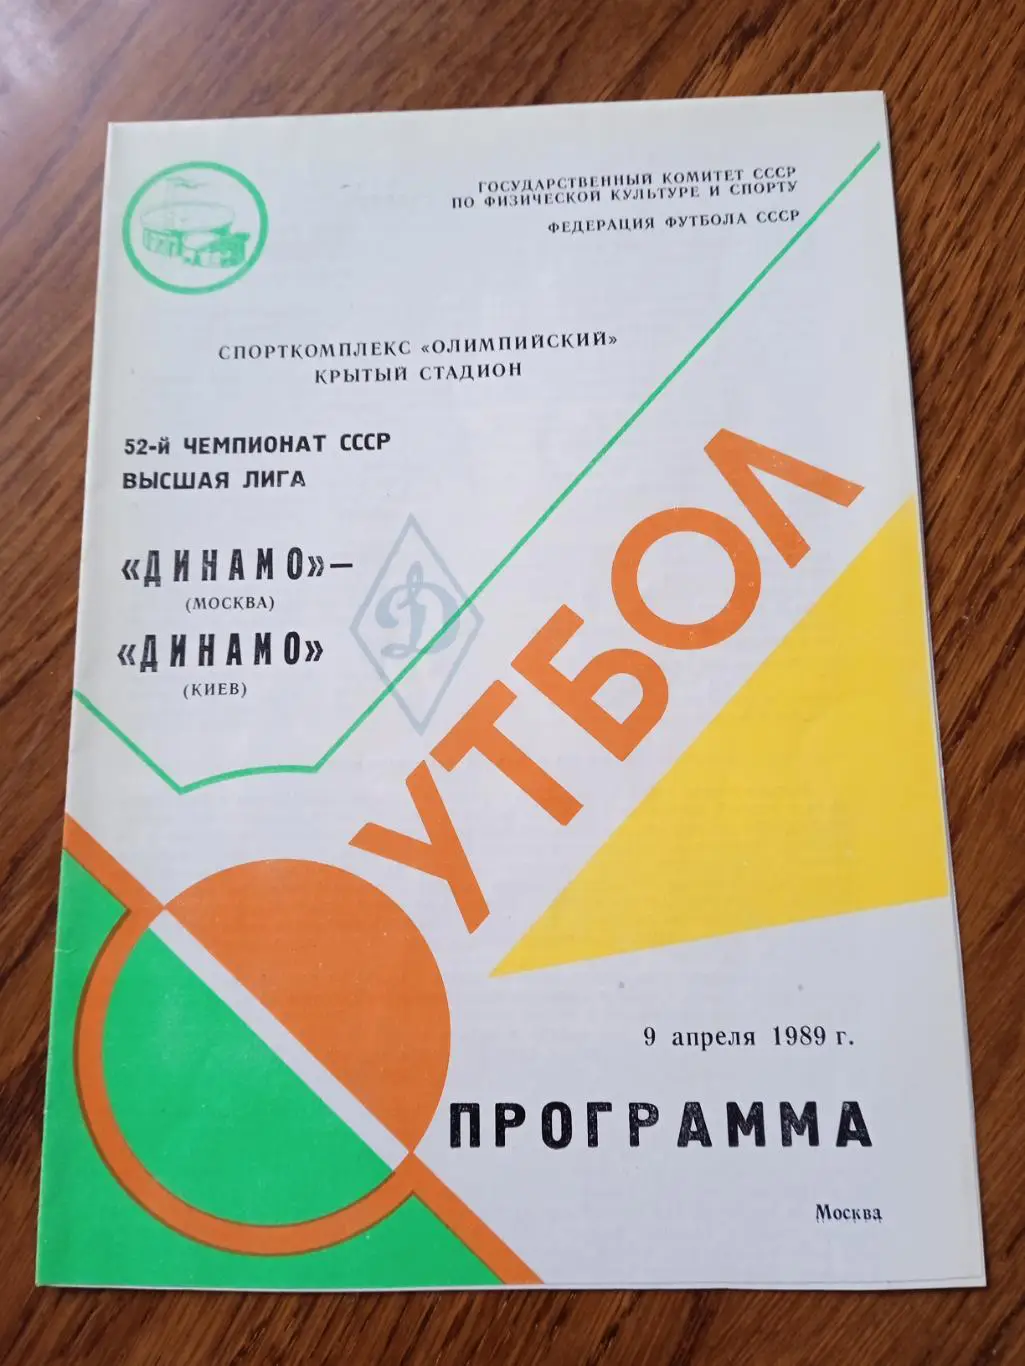 ГОСУДАРСТВЕННЫЙ КОМИТЕТ СССР
ПО ФИЗИЧЕСКОЙ КУЛЬТУРЕ И СПОРТУ
ФЕДЕРАЦИЯ ФУТБОЛА СССР
СПОРТКОМПЛЕКС «ОЛИМПИЙСКИЙ»
КРЫТЫЙ СТАДИОН
52-й ЧЕМПИОНАТ СССР
ВЫСШАЯ ЛИГА
«ДИНАМО»–
(МОСКВА)
«ДИНАМО»
(КИЕВ)
Д
ФУТБОЛ
9 апреля 1989 г.
ПРОГРАММА
Москва